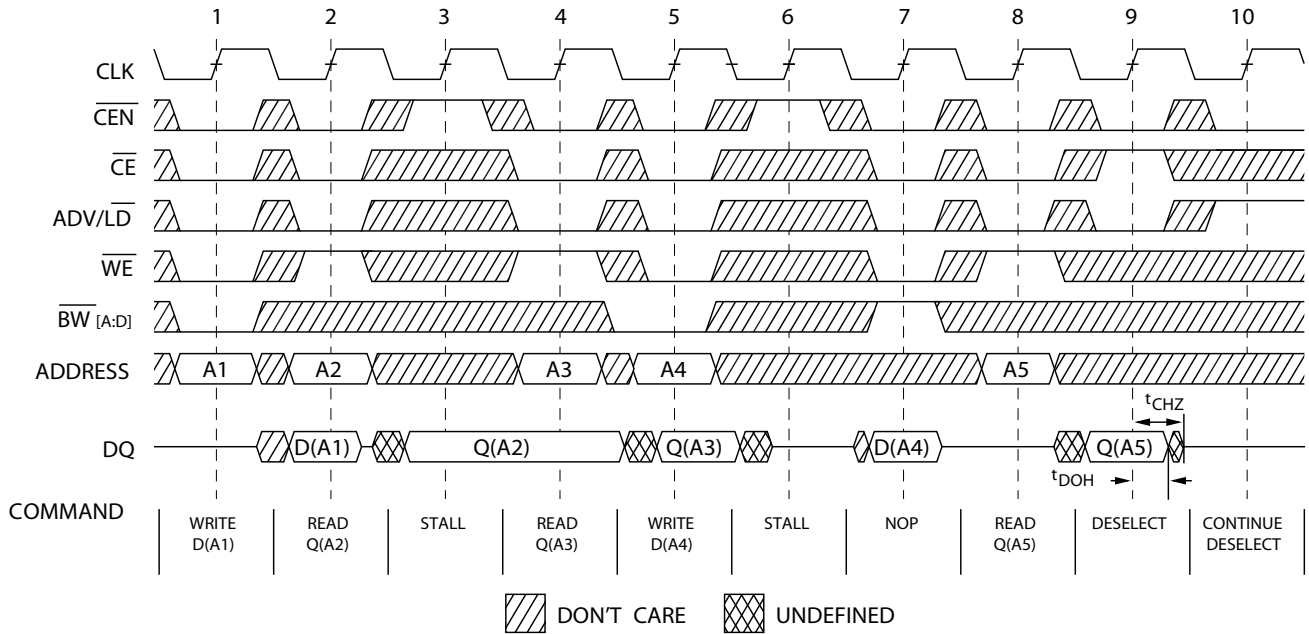 1 2 3 4 5 6 7 8 9 10
CLK
CEN
CE
ADV/LD
WE
BW [A:D]
ADDRESS A1 A2 A3 A4 A5
tCHZ
DQ D(A1) Q(A2) Q(A3) D(A4) Q(A5)
tDOH
COMMAND
WRITE D(A1)
READ Q(A2)
STALL
READ Q(A3)
WRITE D(A4)
STALL
NOP
READ Q(A5)
DESELECT
CONTINUE DESELECT
DON'T CARE UNDEFINED